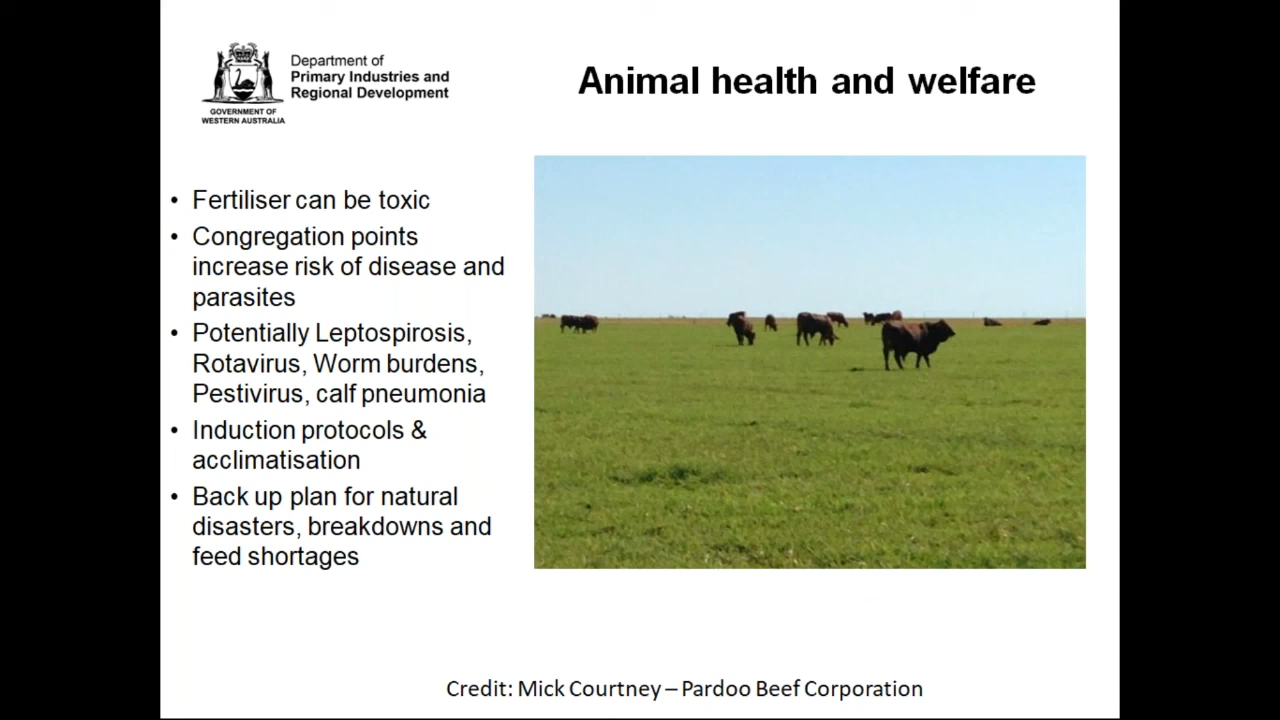 Department of
Primary Industries and
Regional Development
GOVERNMENT OF
WESTERN AUSTRALIA
Animal health and welfare
• Fertiliser can be toxic
• Congregation points
increase risk of disease and
parasites
• Potentially Leptospirosis,
Rotavirus, Worm burdens,
Pestivirus, calf pneumonia
• Induction protocols &
acclimatisation
• Back up plan for natural
disasters, breakdowns and
feed shortages
Credit: Mick Courtney – Pardoo Beef Corporation